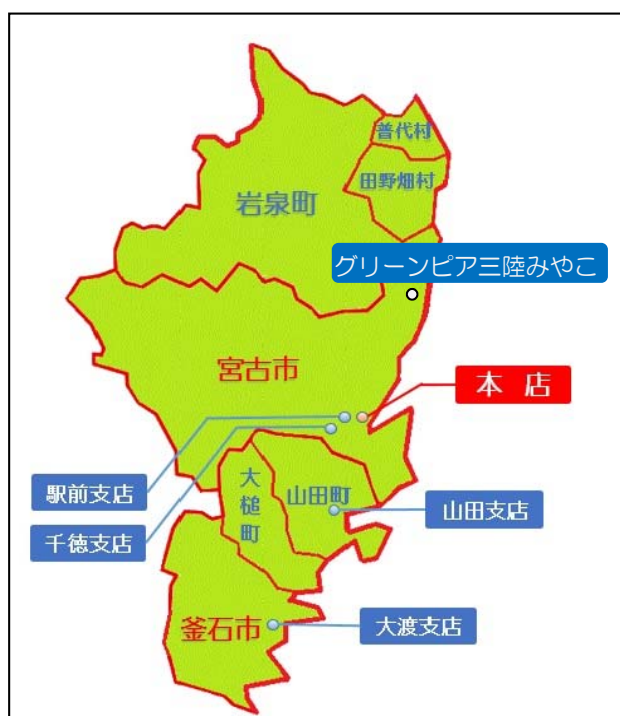 普代村
田野畑村
岩泉町
グリーンピア三陸みやこ
宮古市
本店
駅前支店
大槌町
山田町
山田支店
千徳支店
釜石市
大渡支店